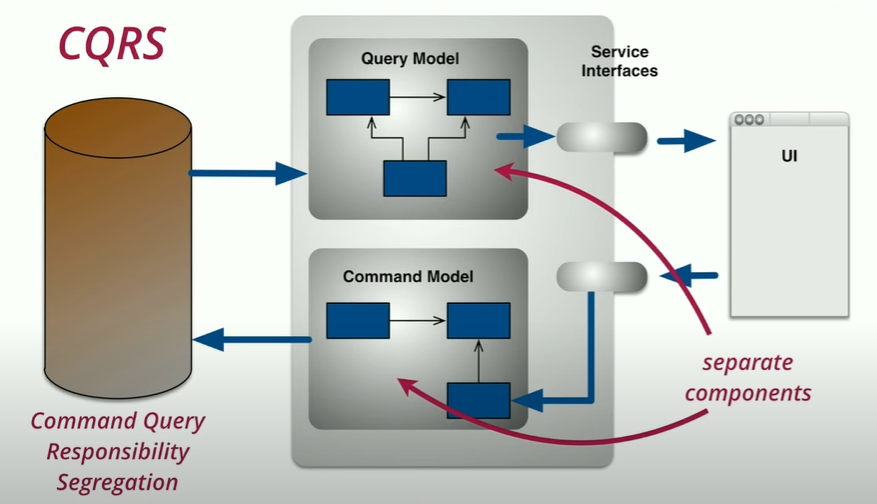 CQRS
Query Model
Service
Interfaces
UI
Command Model
separate
components
Command Query
Responsibility
Segregation